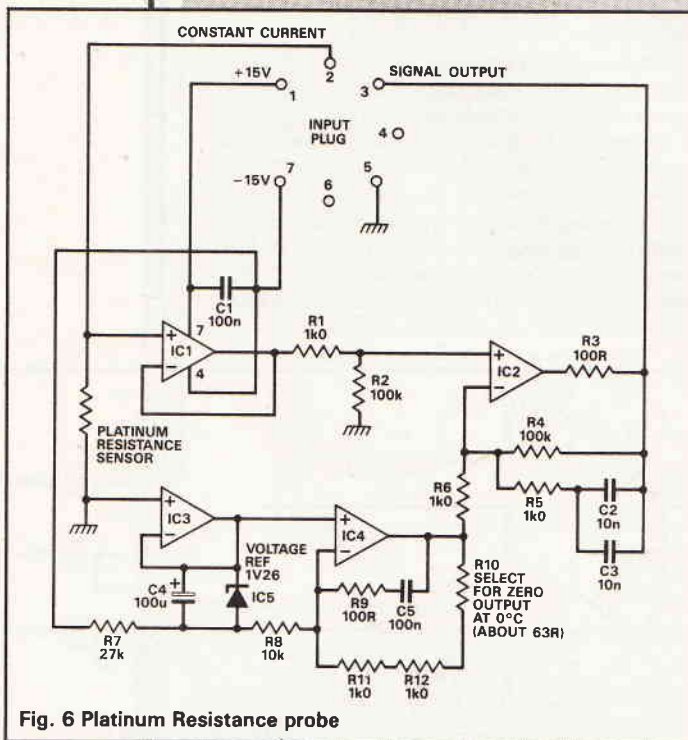 CONSTANT CURRENT
2
+15V
1
3
SIGNAL OUTPUT
INPUT
PLUG
4
-15V
7
6
5
C1
100n
7
+
IC1
-
4
R1
1k0
R2
100k
+
IC2
-
R3
100R
R4
100k
R5
1k0
C2
10n
C3
10n
R6
1k0
PLATINUM
RESISTANCE
SENSOR
+
IC3
-
VOLTAGE
REF
1V26
IC5
+
C4
100u
+
IC4
-
R9
100R
C5
100n
R10
SELECT
FOR ZERO
OUTPUT
AT 0°C
(ABOUT 63R)
R7
27k
R8
10k
R11
1k0
R12
1k0
Fig. 6 Platinum Resistance probe